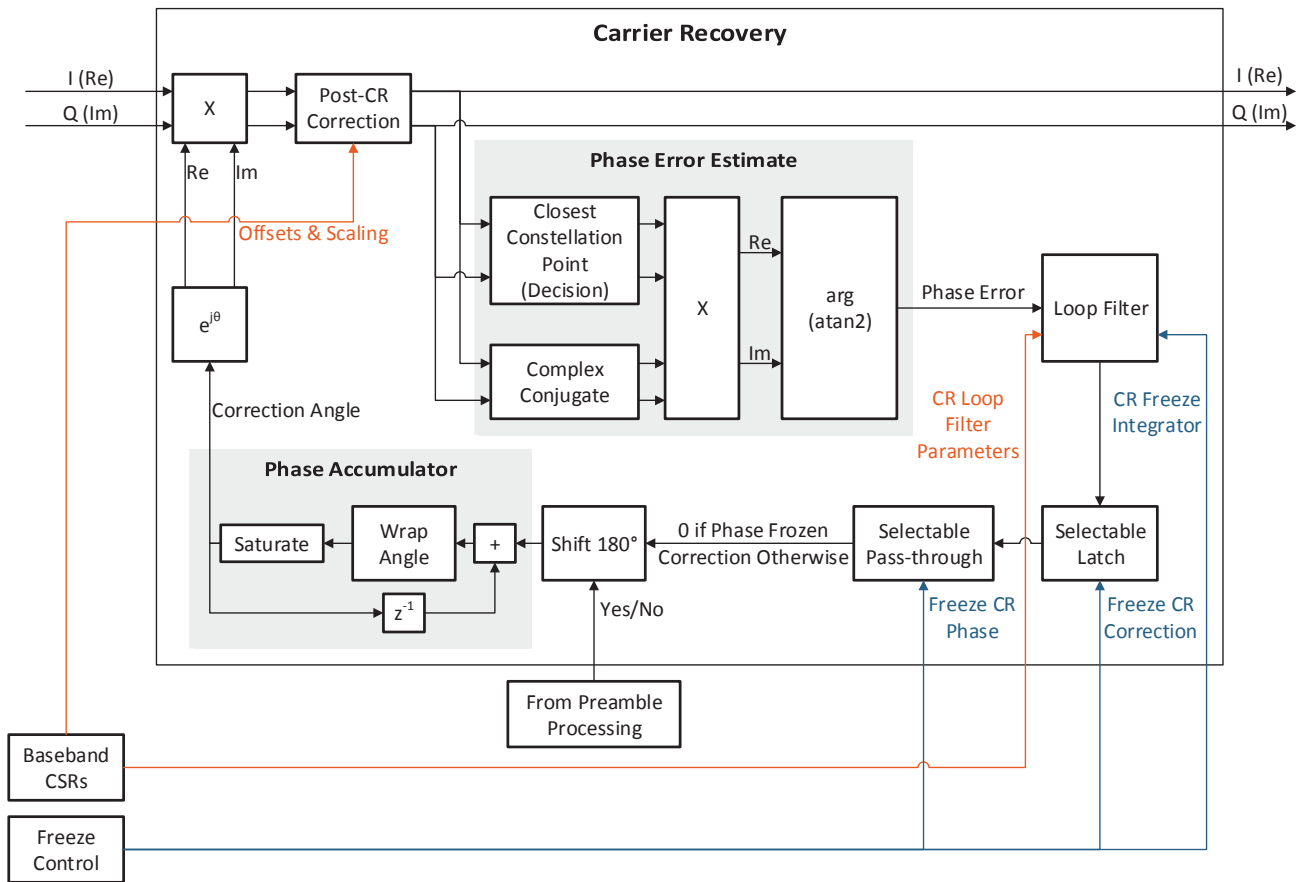 Carrier Recovery
I (Re)
Q (Im)
X
Post-CR
Correction
I (Re)
Q (Im)
Re
Im
Offsets & Scaling
Phase Error Estimate
Closest
Constellation
Point
(Decision)
Complex
Conjugate
X
Re
Im
arg
(atan2)
Phase Error
Loop Filter
e^jθ
Correction Angle
CR Loop
Filter
Parameters
CR Freeze
Integrator
Phase Accumulator
Saturate
Wrap
Angle
+
z^-1
Shift 180°
Yes/No
0 if Phase Frozen
Correction Otherwise
Selectable
Pass-through
Selectable
Latch
Freeze CR
Phase
Freeze CR
Correction
From Preamble
Processing
Baseband
CSRs
Freeze
Control